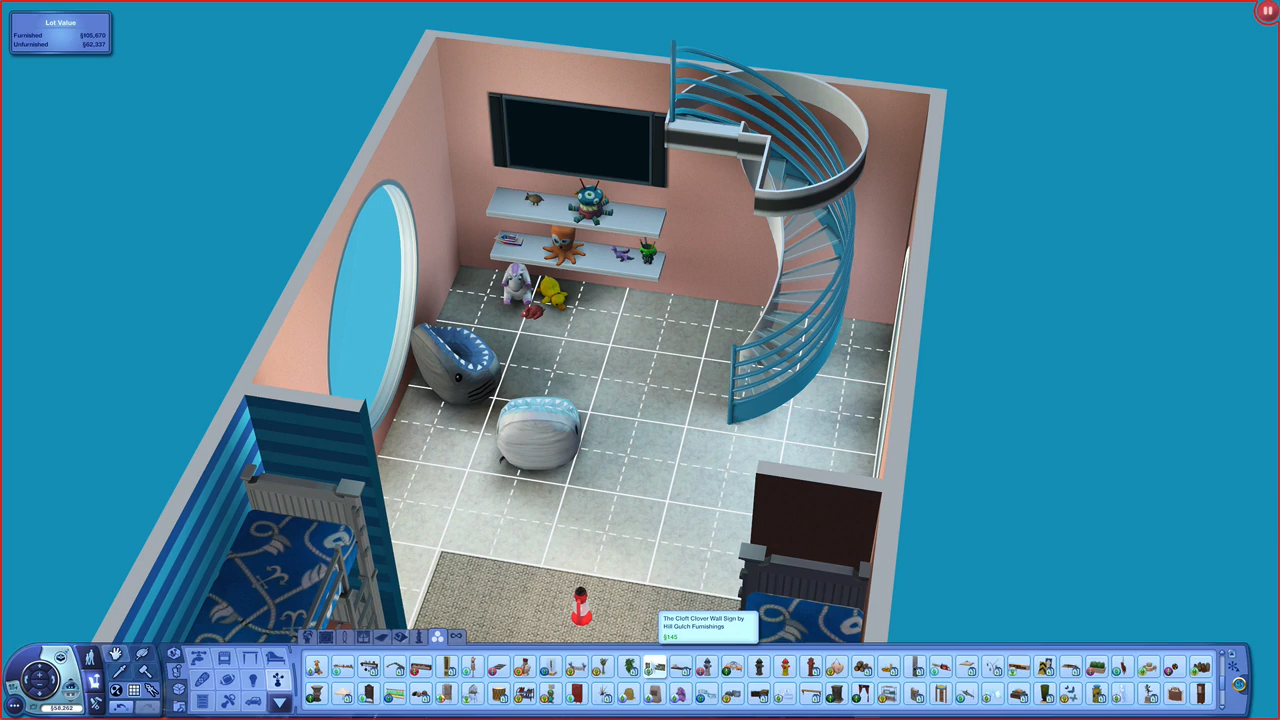 Lot Value
Furnished §105,670
Unfurnished §62,337
The Cloft Clover Wall Sign by
Hill Gulch Furnishings
§145
§58,262